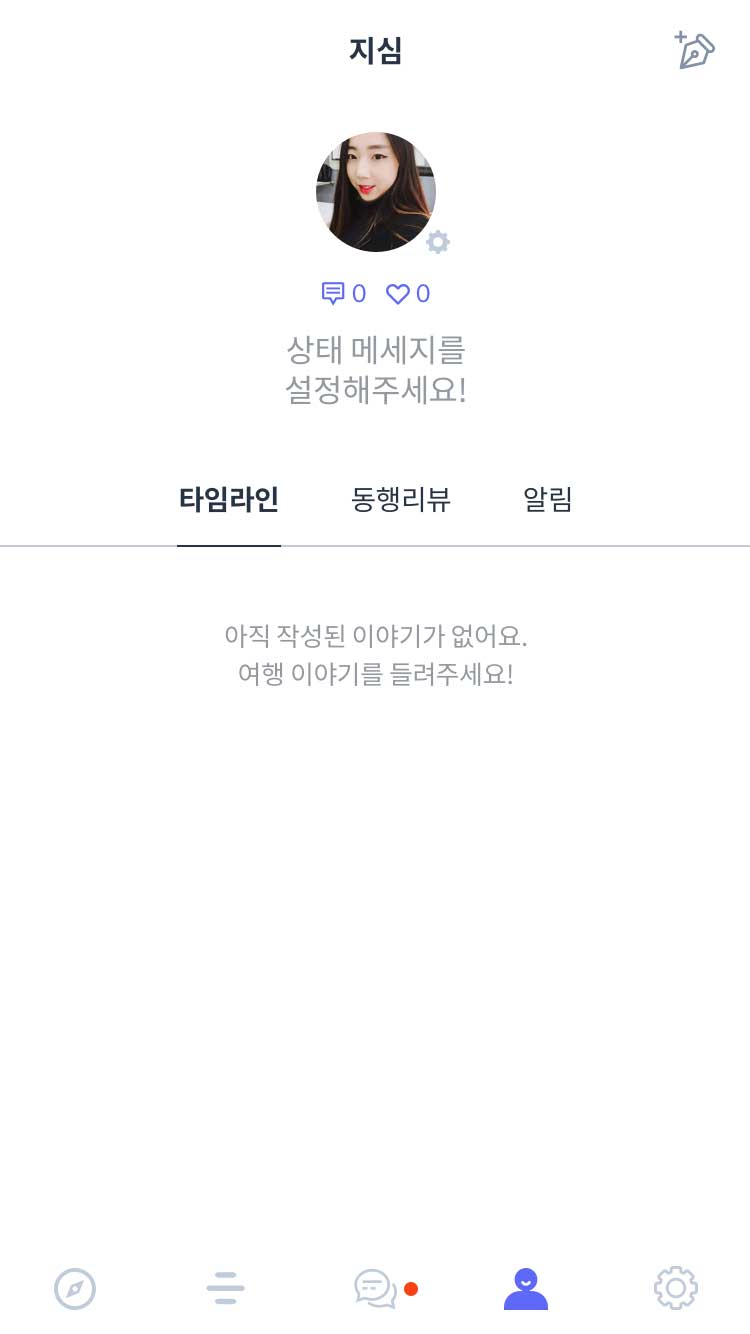 지심
0 0
상태 메세지를
설정해주세요!
타임라인 동행리뷰 알림
아직 작성된 이야기가 없어요.
여행 이야기를 들려주세요!